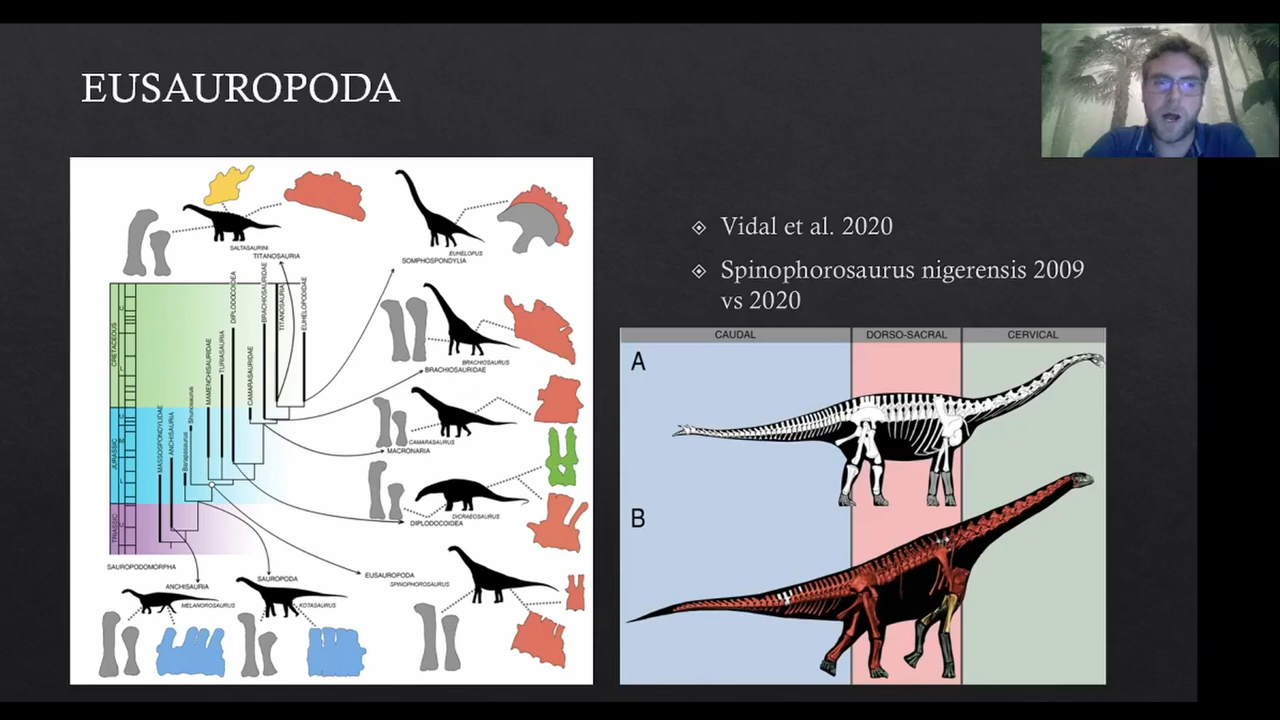 EUSAUROPODA
Vidal et al. 2020
Spinophorosaurus nigerensis 2009
vs 2020
SALTASAURINI
TITANOSAURIA
EUHELOPUS
SOMPHOSPONDYLIA
CRETACEOUS
JURASSIC
TRIASSIC
MASSOSPONDYLIDAE
ANCHISAURIA
Barapasaurus
Shunosaurus
MAMENCHISAURIDAE
TURIASAURIA
DIPLODOCOIDEA
CAMARASAURIDAE
BRACHIOSAURIDAE
TITANOSAURIA
EUHELOPODIDAE
BRACHIOSAURUS
BRACHIOSAURIDAE
CAMARASAURUS
MACRONARIA
DICRAEOSAURUS
DIPLODOCOIDEA
SAUROPODOMORPHA
EUSAUROPODA
SPINOPHOROSAURUS
ANCHISAURIA
MELANOROSAURUS
SAUROPODA
KOTASAURUS
CAUDAL
DORSO-SACRAL
CERVICAL
A
B